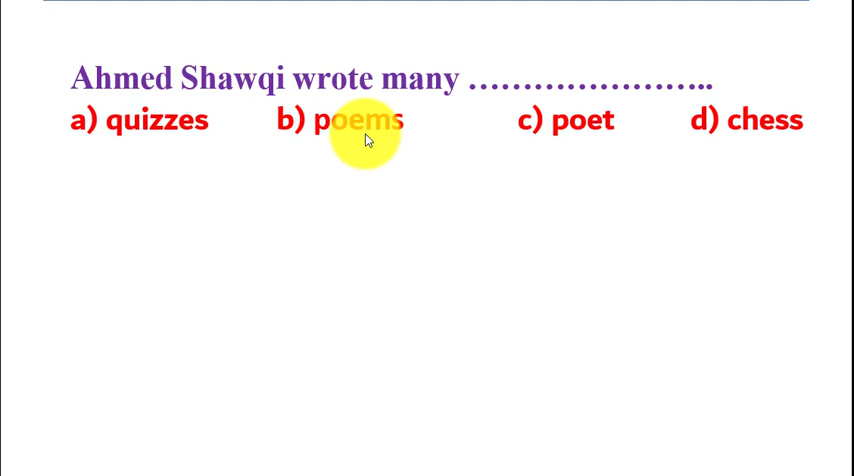 Ahmed Shawqi wrote many ……………………..
a) quizzes b) poems c) poet d) chess